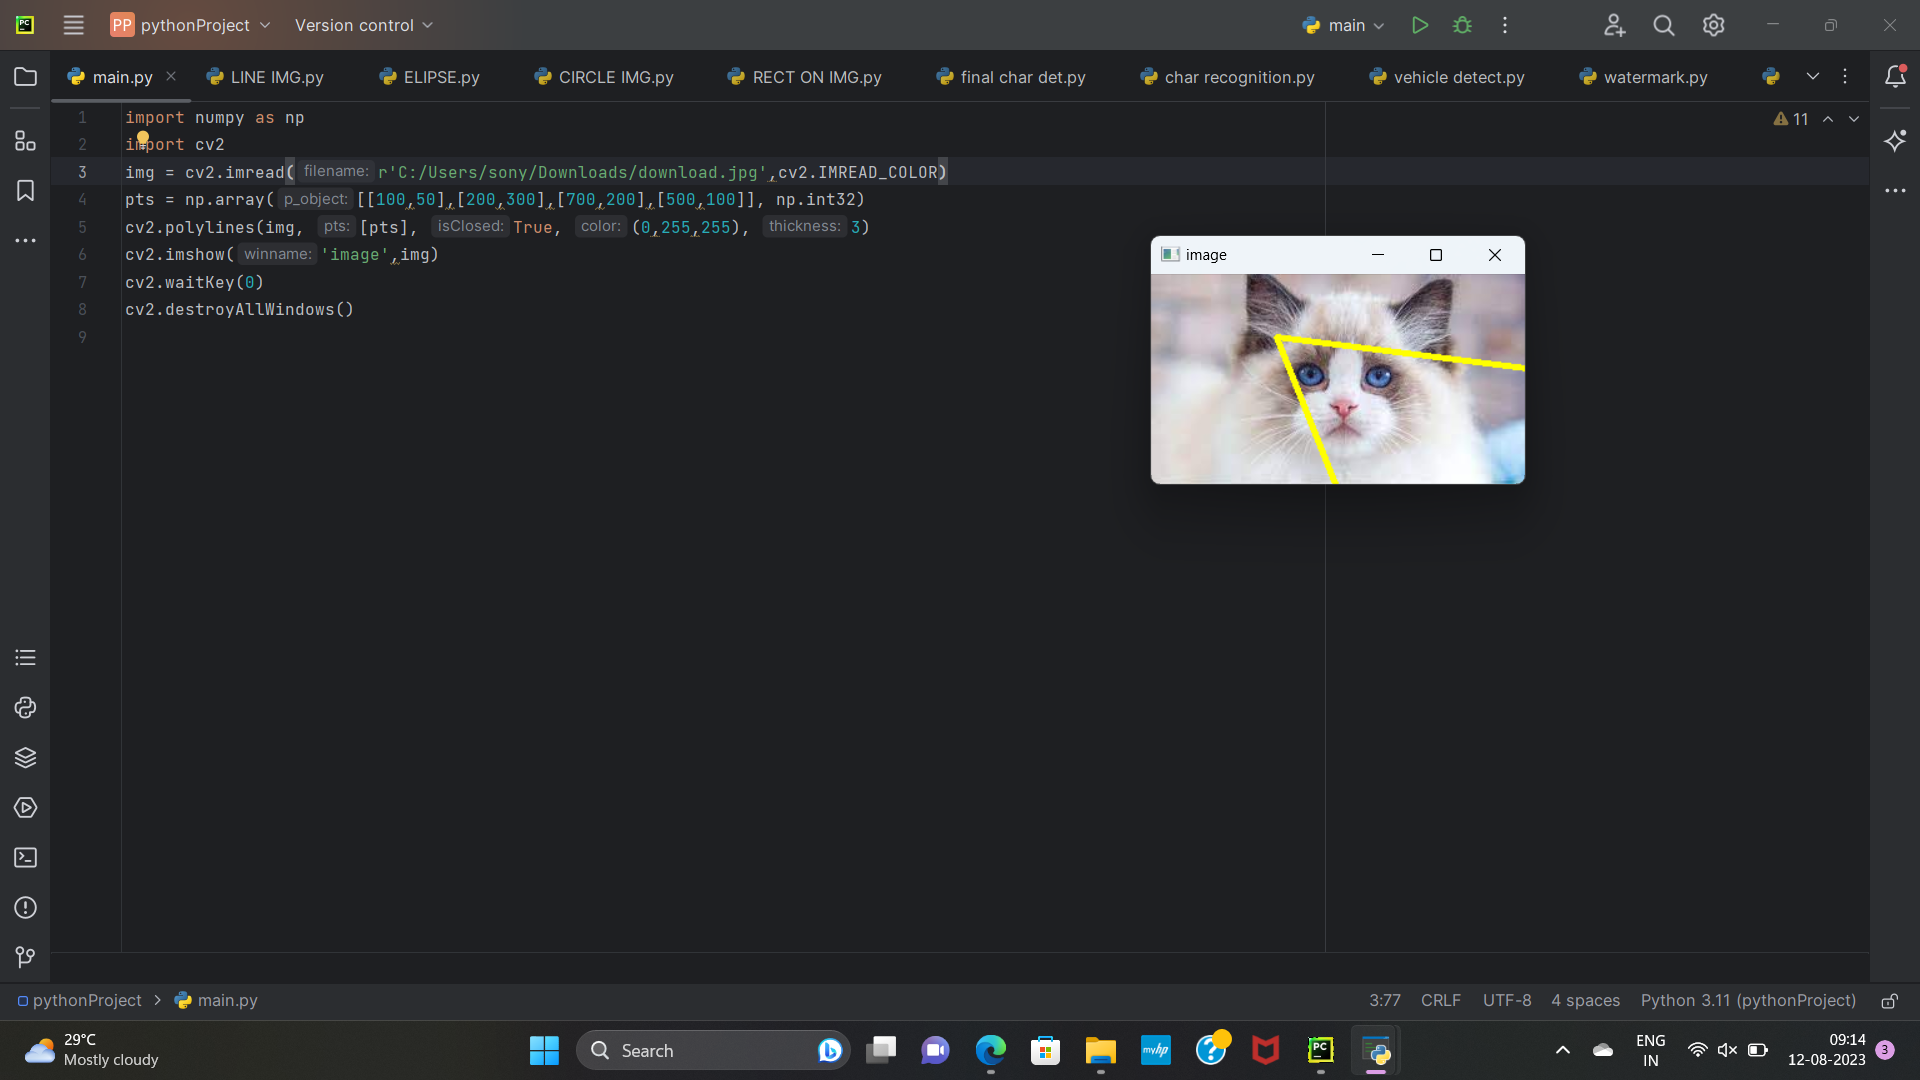 PC
PP pythonProject Version control main
main.py LINE IMG.py ELIPSE.py CIRCLE IMG.py RECT ON IMG.py final char det.py char recognition.py vehicle detect.py watermark.py
1 import numpy as np
11
2 import cv2
3 img = cv2.imread( filename: r'C:/Users/sony/Downloads/download.jpg',cv2.IMREAD_COLOR)
4 pts = np.array( p_object: [[100,50],[200,300],[700,200],[500,100]], np.int32)
5 cv2.polylines(img, pts: [pts], isClosed: True, color: (0,255,255), thickness: 3)
6 cv2.imshow( winname: 'image',img)
7 cv2.waitKey(0)
8 cv2.destroyAllWindows()
9
image
pythonProject > main.py 3:77 CRLF UTF-8 4 spaces Python 3.11 (pythonProject)
29°C
Mostly cloudy
Search
myhp
PC
ENG
IN
09:14
12-08-2023
3